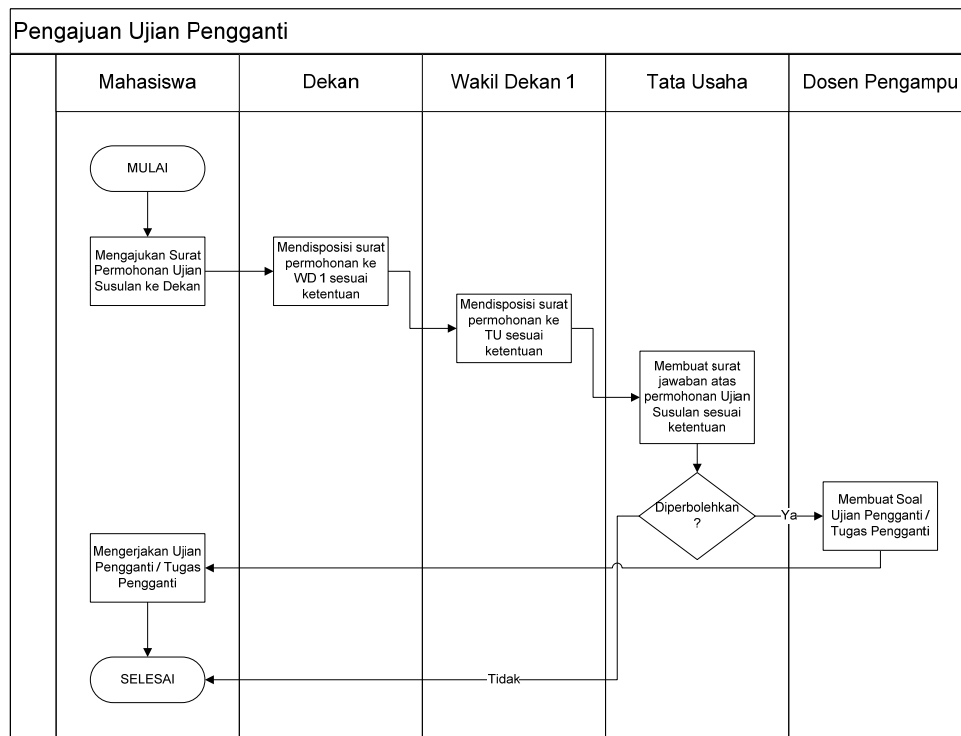 Pengajuan Ujian Pengganti
Mahasiswa
Dekan
Wakil Dekan 1
Tata Usaha
Dosen Pengampu
MULAI
Mengajukan Surat
Permohonan Ujian
Susulan ke Dekan
Mendisposisi surat
permohonan ke
WD 1 sesuai
ketentuan
Mendisposisi surat
permohonan ke
TU sesuai
ketentuan
Membuat surat
jawaban atas
permohonan Ujian
Susulan sesuai
ketentuan
Diperbolehkan
?
Ya
Membuat Soal
Ujian Pengganti /
Tugas Pengganti
Mengerjakan Ujian
Pengganti / Tugas
Pengganti
Tidak
SELESAI